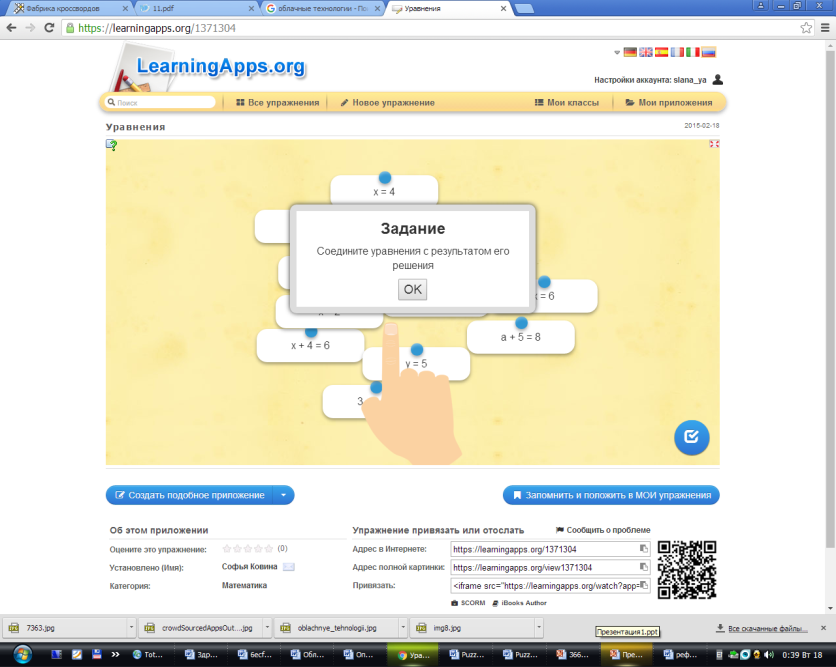 Фабрика кроссвордов
11.pdf
облачные технологии - По
Уравнения
https://learningapps.org/1371304
LearningApps.org
Настройки аккаунта: slana_ya
Поиск
Все упражнения
Новое упражнение
Мои классы
Мои приложения
Уравнения
2015-02-18
x = 4
Задание
Соедините уравнения с результатом его
решения
OK
x = 6
x + 4 = 6
a + 5 = 8
y = 5
3
Создать подобное приложение
Запомнить и положить в МОИ упражнения
Об этом приложении
Упражнение привязать или отослать
Сообщить о проблеме
Оцените это упражнение:
(0)
Адрес в Интернете:
https://learningapps.org/1371304
Установлено (Имя):
Софья Ковина
Адрес полной картинки:
https://learningapps.org/view1371304
Категория:
Математика
Привязать:
<iframe src="https://learningapps.org/watch?app=
SCORM
iBooks Author
7363.jpg
crowdSourcedAppsOut....jpg
oblachnye_tehnologii.jpg
img8.jpg
Презентация1.ppt
Все скачанные файлы...
Tot...
Здр...
бесf...
Обл...
Оп...
Ура...
Puzz...
Puzz...
366...
Пре...
реф...
0:39 Вт 18